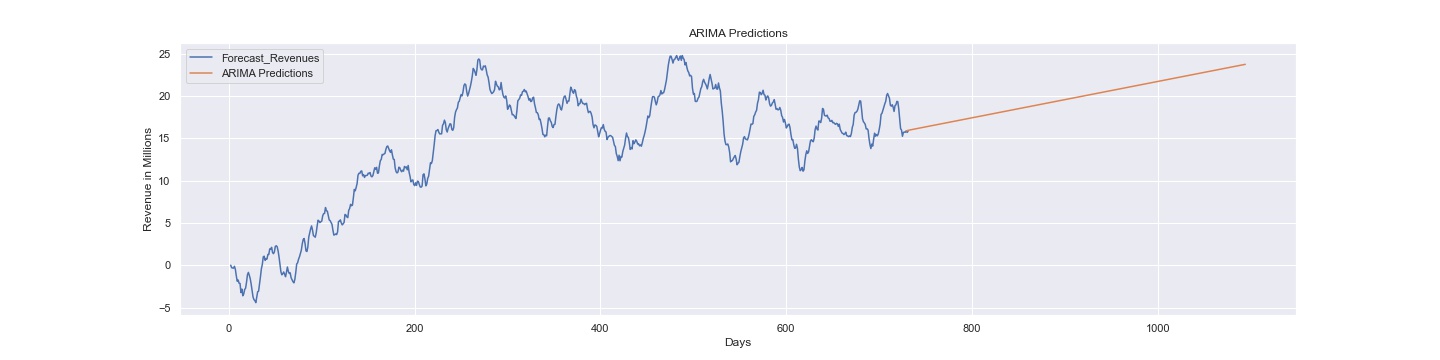 ARIMA Predictions
Forecast_Revenues
ARIMA Predictions
25
20
15
10
5
0
−5
Revenue in Millions
0 200 400 600 800 1000
Days